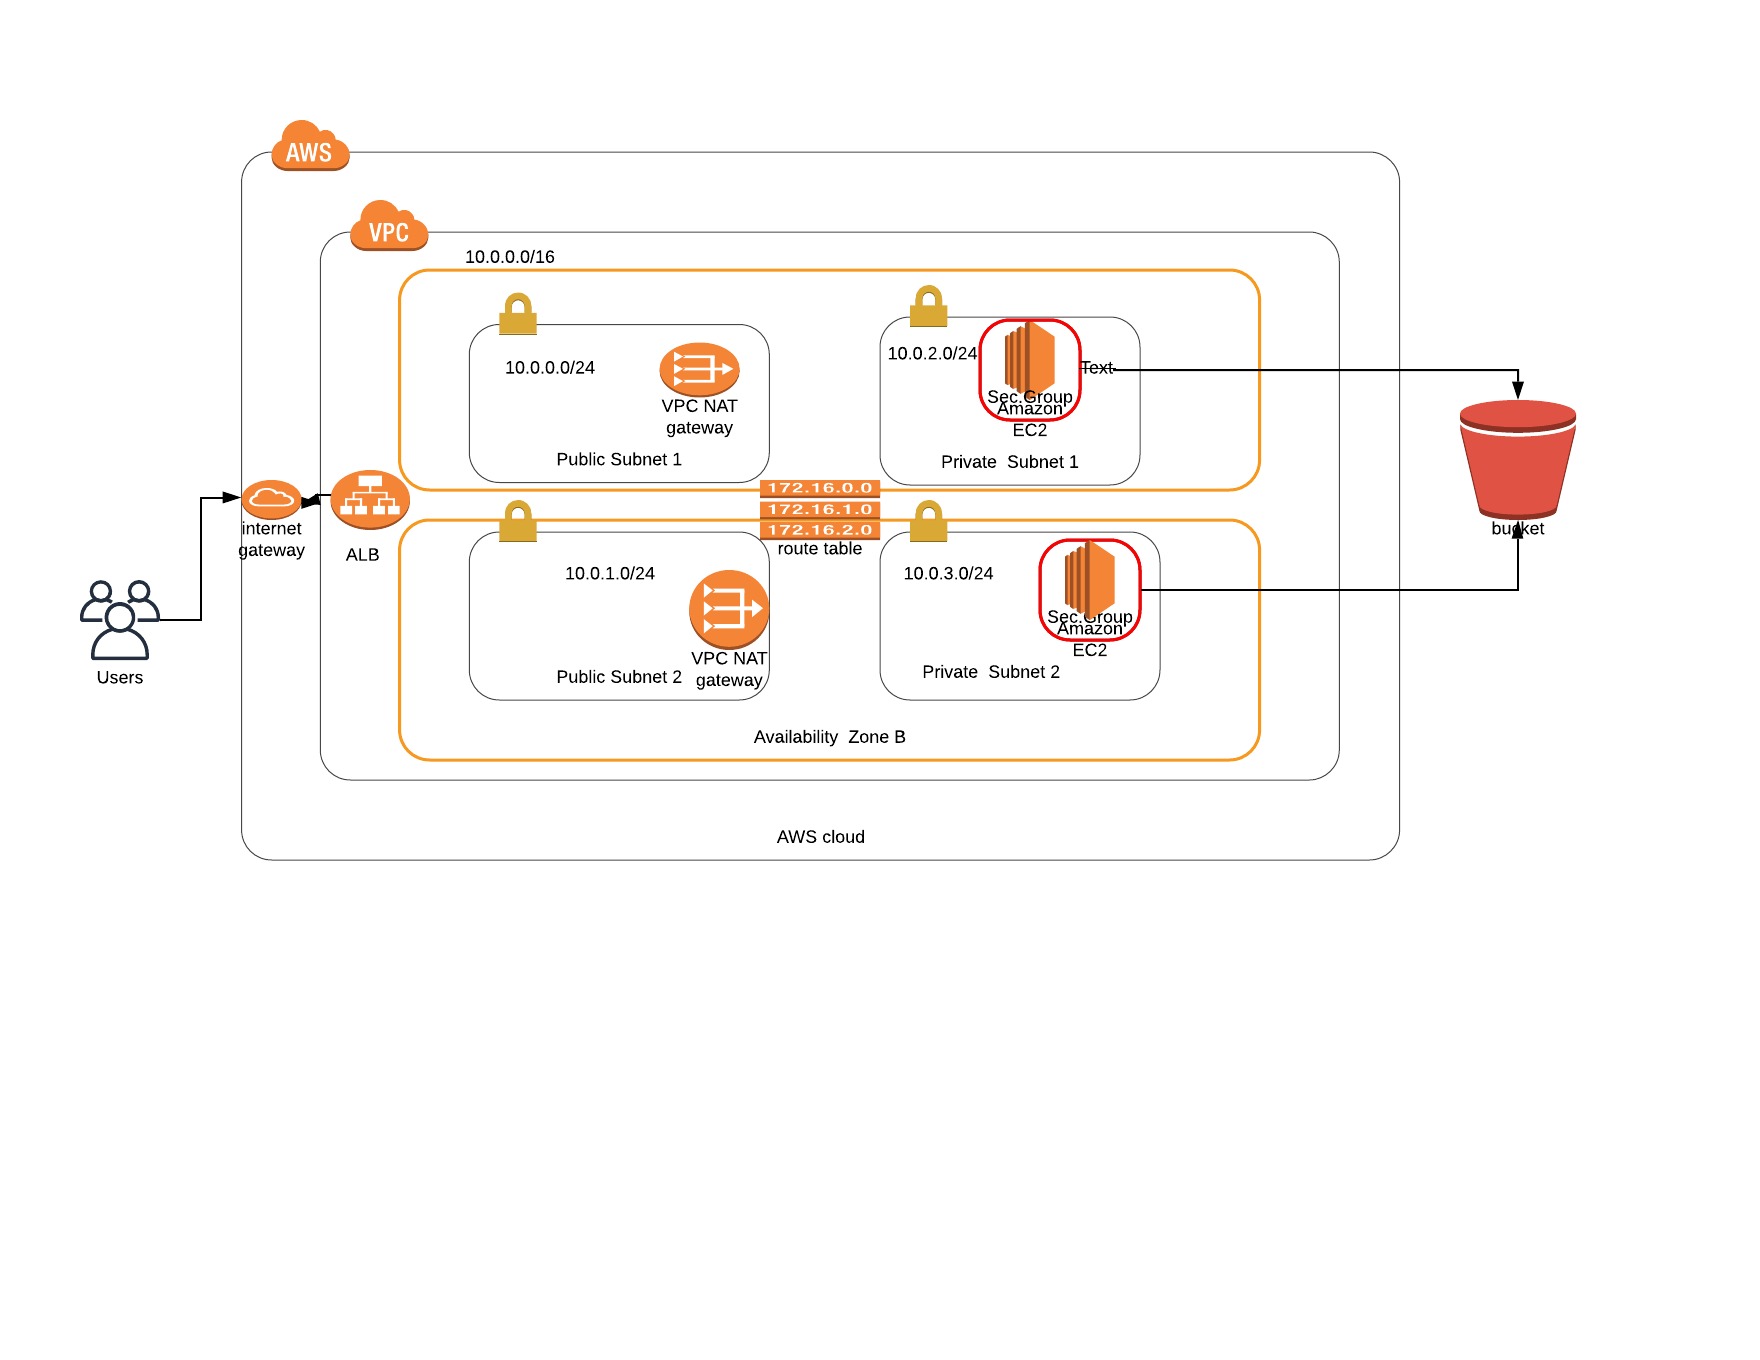 AWS
VPC
10.0.0.0/16
10.0.0.0/24
VPC NAT
gateway
Public Subnet 1
10.0.2.0/24
Text
Sec.Group
Amazon
EC2
Private Subnet 1
172.16.0.0
172.16.1.0
172.16.2.0
route table
internet
gateway
ALB
Users
10.0.1.0/24
VPC NAT
gateway
Public Subnet 2
10.0.3.0/24
Sec.Group
Amazon
EC2
Private Subnet 2
bucket
Availability Zone B
AWS cloud